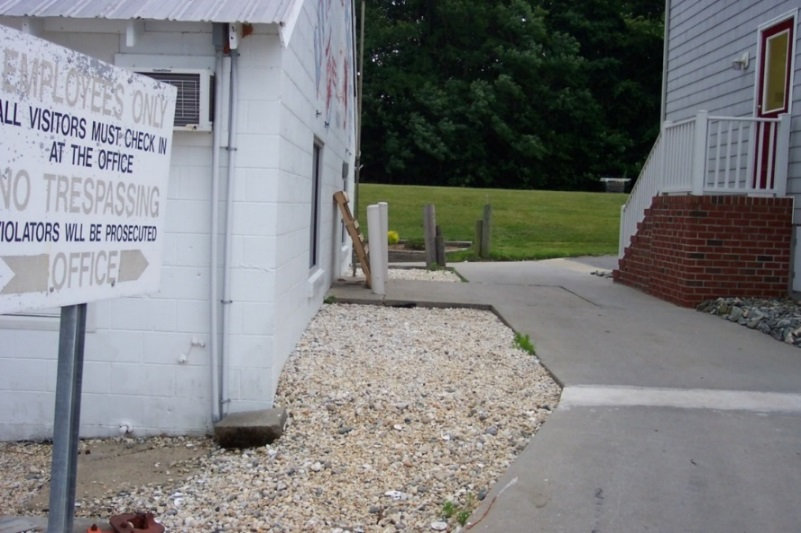 EMPLOYEES ONLY
ALL VISITORS MUST CHECK IN
AT THE OFFICE
NO TRESPASSING
VIOLATORS WLL BE PROSECUTED
OFFICE